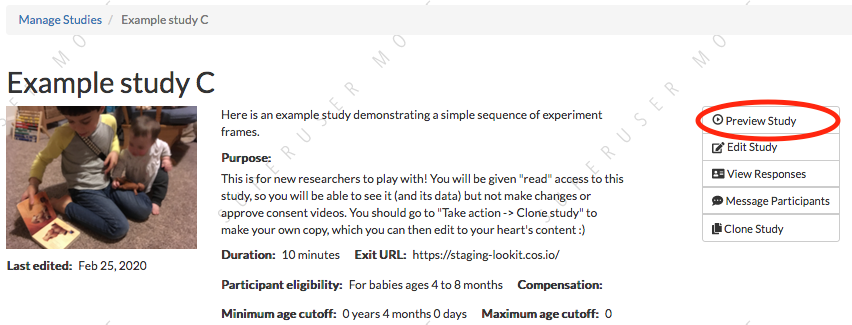 Manage Studies / Example study C
Example study C
Here is an example study demonstrating a simple sequence of experiment
frames.
Purpose:
This is for new researchers to play with! You will be given "read" access to this
study, so you will be able to see it (and its data) but not make changes or
approve consent videos. You should go to "Take action -> Clone study" to
make your own copy, which you can then edit to your heart's content :)
Duration: 10 minutes Exit URL: https://staging-lookit.cos.io/
Participant eligibility: For babies ages 4 to 8 months Compensation:
Minimum age cutoff: 0 years 4 months 0 days Maximum age cutoff: 0
Last edited: Feb 25, 2020
Preview Study
Edit Study
View Responses
Message Participants
Clone Study
SUPERUSER MO